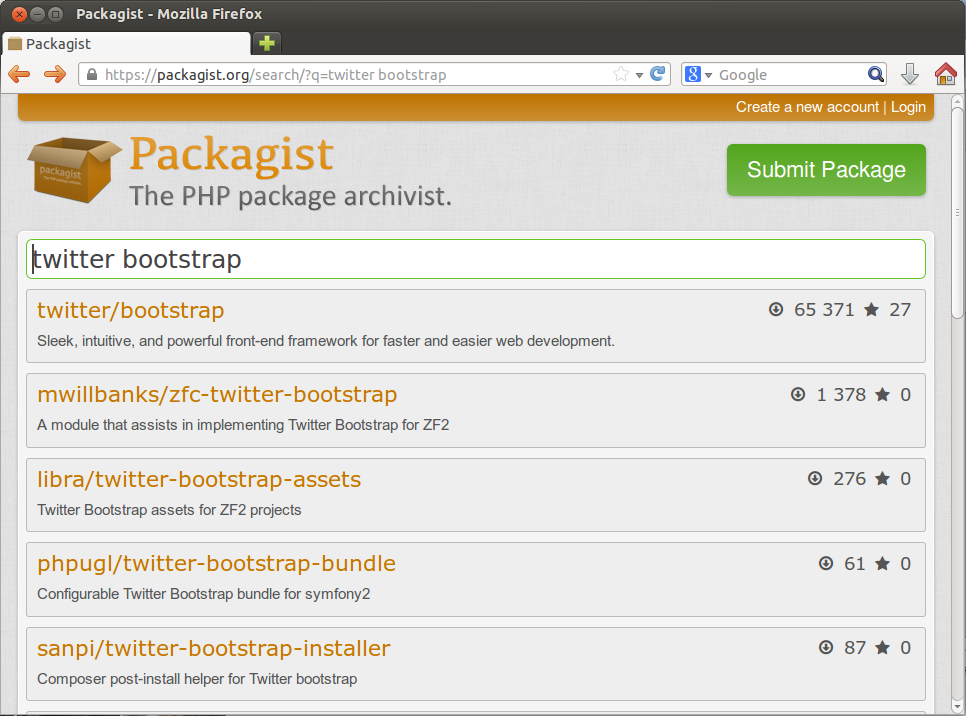 Packagist - Mozilla Firefox
Packagist
https://packagist.org/search/?q=twitter bootstrap
8 Google
Create a new account | Login
packagist
Packagist
The PHP package archivist.
Submit Package
twitter bootstrap
twitter/bootstrap 65 371 27
Sleek, intuitive, and powerful front-end framework for faster and easier web development.
mwillbanks/zfc-twitter-bootstrap 1 378 0
A module that assists in implementing Twitter Bootstrap for ZF2
libra/twitter-bootstrap-assets 276 0
Twitter Bootstrap assets for ZF2 projects
phpugl/twitter-bootstrap-bundle 61 0
Configurable Twitter Bootstrap bundle for symfony2
sanpi/twitter-bootstrap-installer 87 0
Composer post-install helper for Twitter bootstrap